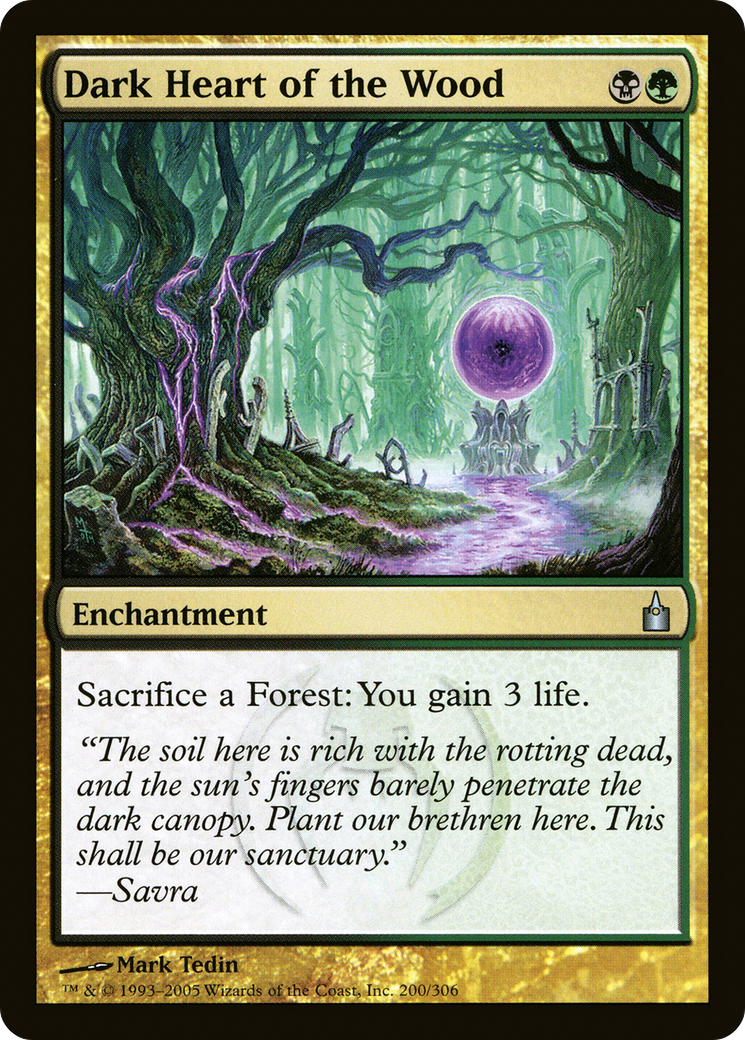 Dark Heart of the Wood
Enchantment
Sacrifice a Forest: You gain 3 life.
“The soil here is rich with the rotting dead,
and the sun’s fingers barely penetrate the
dark canopy. Plant our brethren here. This
shall be our sanctuary.”
—Savra
Mark Tedin
™ & © 1993–2005 Wizards of the Coast, Inc. 200/306